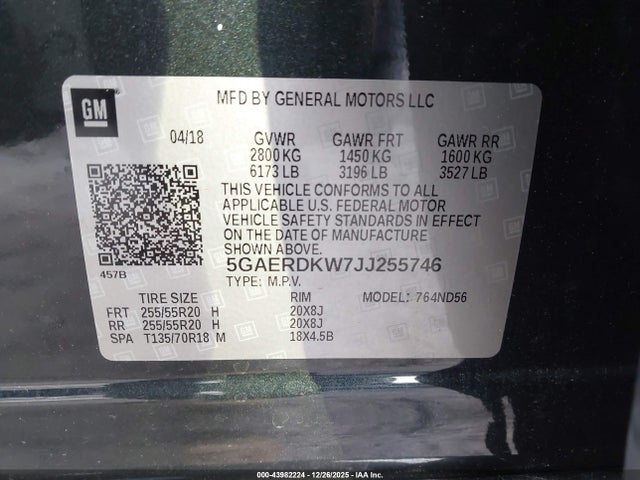 GM
MFD BY GENERAL MOTORS LLC
04/18 GVWR GAWR FRT GAWR RR
2800 KG 1450 KG 1600 KG
6173 LB 3196 LB 3527 LB
THIS VEHICLE CONFORMS TO ALL
APPLICABLE U.S. FEDERAL MOTOR
VEHICLE SAFETY STANDARDS IN EFFECT
ON THE DATE OF MANUFACTURE SHOWN ABOVE.
457B 5GAERDKW7JJ255746
TYPE: M.P.V.
TIRE SIZE RIM MODEL: 764ND56
FRT 255/55R20 H 20X8J
RR 255/55R20 H 20X8J
SPA T135/70R18 M 18X4.5B
000-43982224 - 12/26/2025 - IAA Inc.